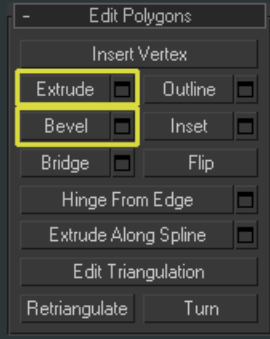 - Edit Polygons
Insert Vertex
Extrude Outline
Bevel Inset
Bridge Flip
Hinge From Edge
Extrude Along Spline
Edit Triangulation
Retriangulate Turn